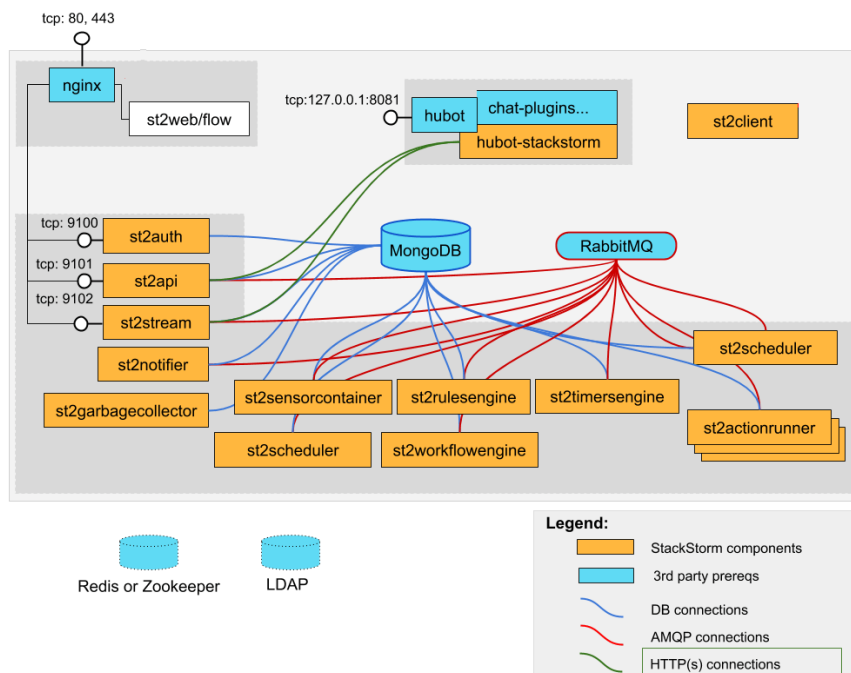 tcp: 80, 443
nginx
st2web/flow
tcp:127.0.0.1:8081
hubot
chat-plugins...
hubot-stackstorm
st2client
tcp: 9100
st2auth
MongoDB
RabbitMQ
tcp: 9101
st2api
tcp: 9102
st2stream
st2notifier
st2scheduler
st2sensorcontainer
st2rulesengine
st2timersengine
st2garbagecollector
st2actionrunner
st2scheduler
st2workflowengine
Redis or Zookeeper
LDAP
Legend:
StackStorm components
3rd party prereqs
DB connections
AMQP connections
HTTP(s) connections